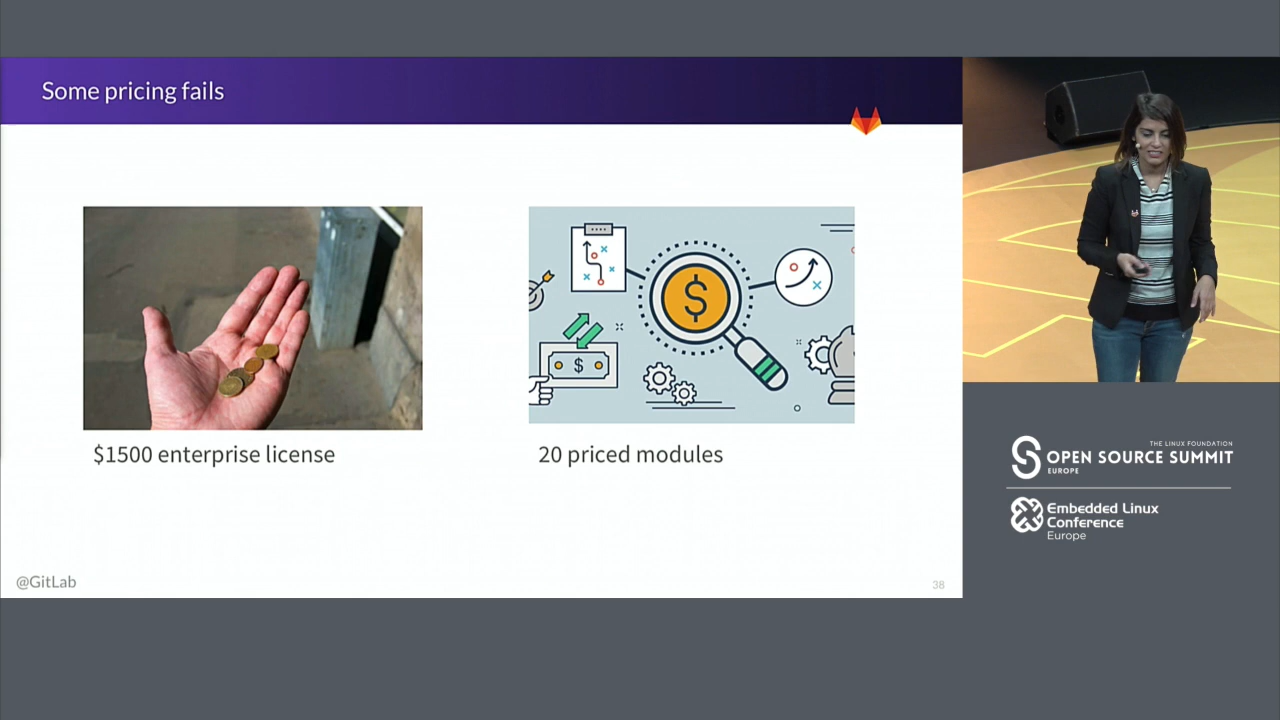 Some pricing fails
$
$
$1500 enterprise license
20 priced modules
@GitLab
38
THE LINUX FOUNDATION
OPEN SOURCE SUMMIT
EUROPE
Embedded Linux
Conference
Europe